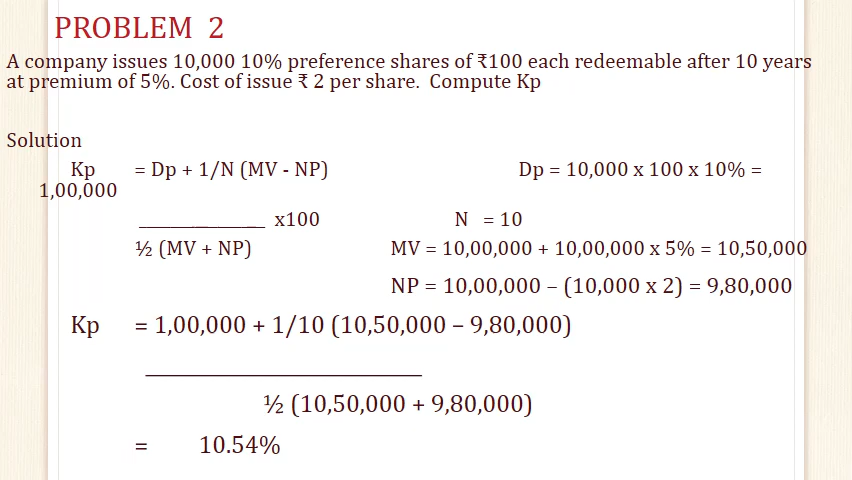 PROBLEM 2
A company issues 10,000 10% preference shares of ₹100 each redeemable after 10 years
at premium of 5%. Cost of issue ₹ 2 per share. Compute Kp
Solution
Kp = Dp + 1/N (MV - NP) Dp = 10,000 x 100 x 10% =
1,00,000
____________ x100 N = 10
½ (MV + NP) MV = 10,00,000 + 10,00,000 x 5% = 10,50,000
NP = 10,00,000 – (10,000 x 2) = 9,80,000
Kp = 1,00,000 + 1/10 (10,50,000 – 9,80,000)
_______________________
½ (10,50,000 + 9,80,000)
= 10.54%